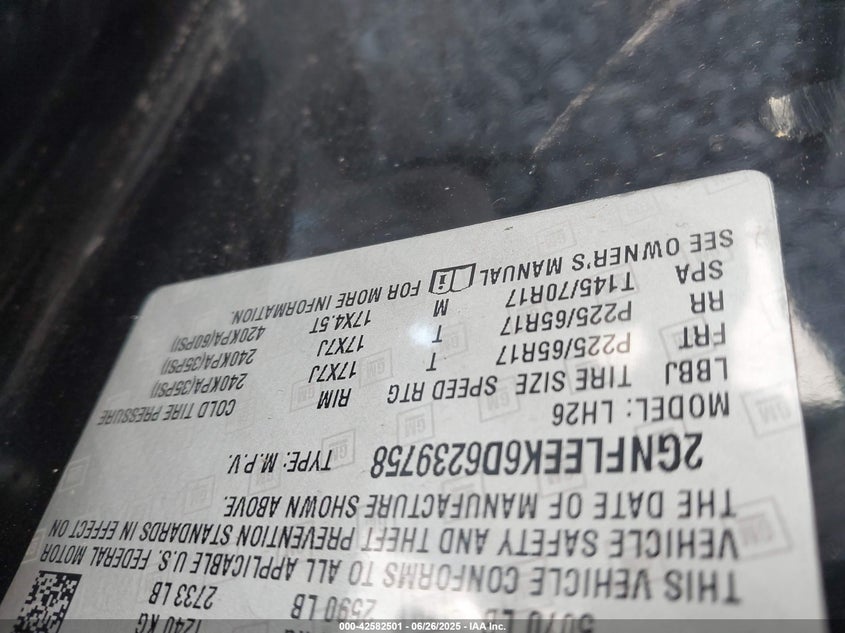 1240 KG
5070 LB 2590 LB 2733 LB
THIS VEHICLE CONFORMS TO ALL APPLICABLE U.S. FEDERAL MOTOR
VEHICLE SAFETY AND THEFT PREVENTION STANDARDS IN EFFECT ON
THE DATE OF MANUFACTURE SHOWN ABOVE.
2GNFLEEK6D6239758 TYPE: M.P.V.
MODEL: LH26
LBBJ TIRE SIZE SPEED RTG RIM COLD TIRE PRESSURE
FRT P225/65R17 T 17X7J 240KPA(35PSI)
RR P225/65R17 T 17X7J 240KPA(35PSI)
SPA T145/70R17 M 17X4.5T 420KPA(60PSI)
SEE OWNER'S MANUAL FOR MORE INFORMATION.
000-42582501 - 06/26/2025 - IAA Inc.